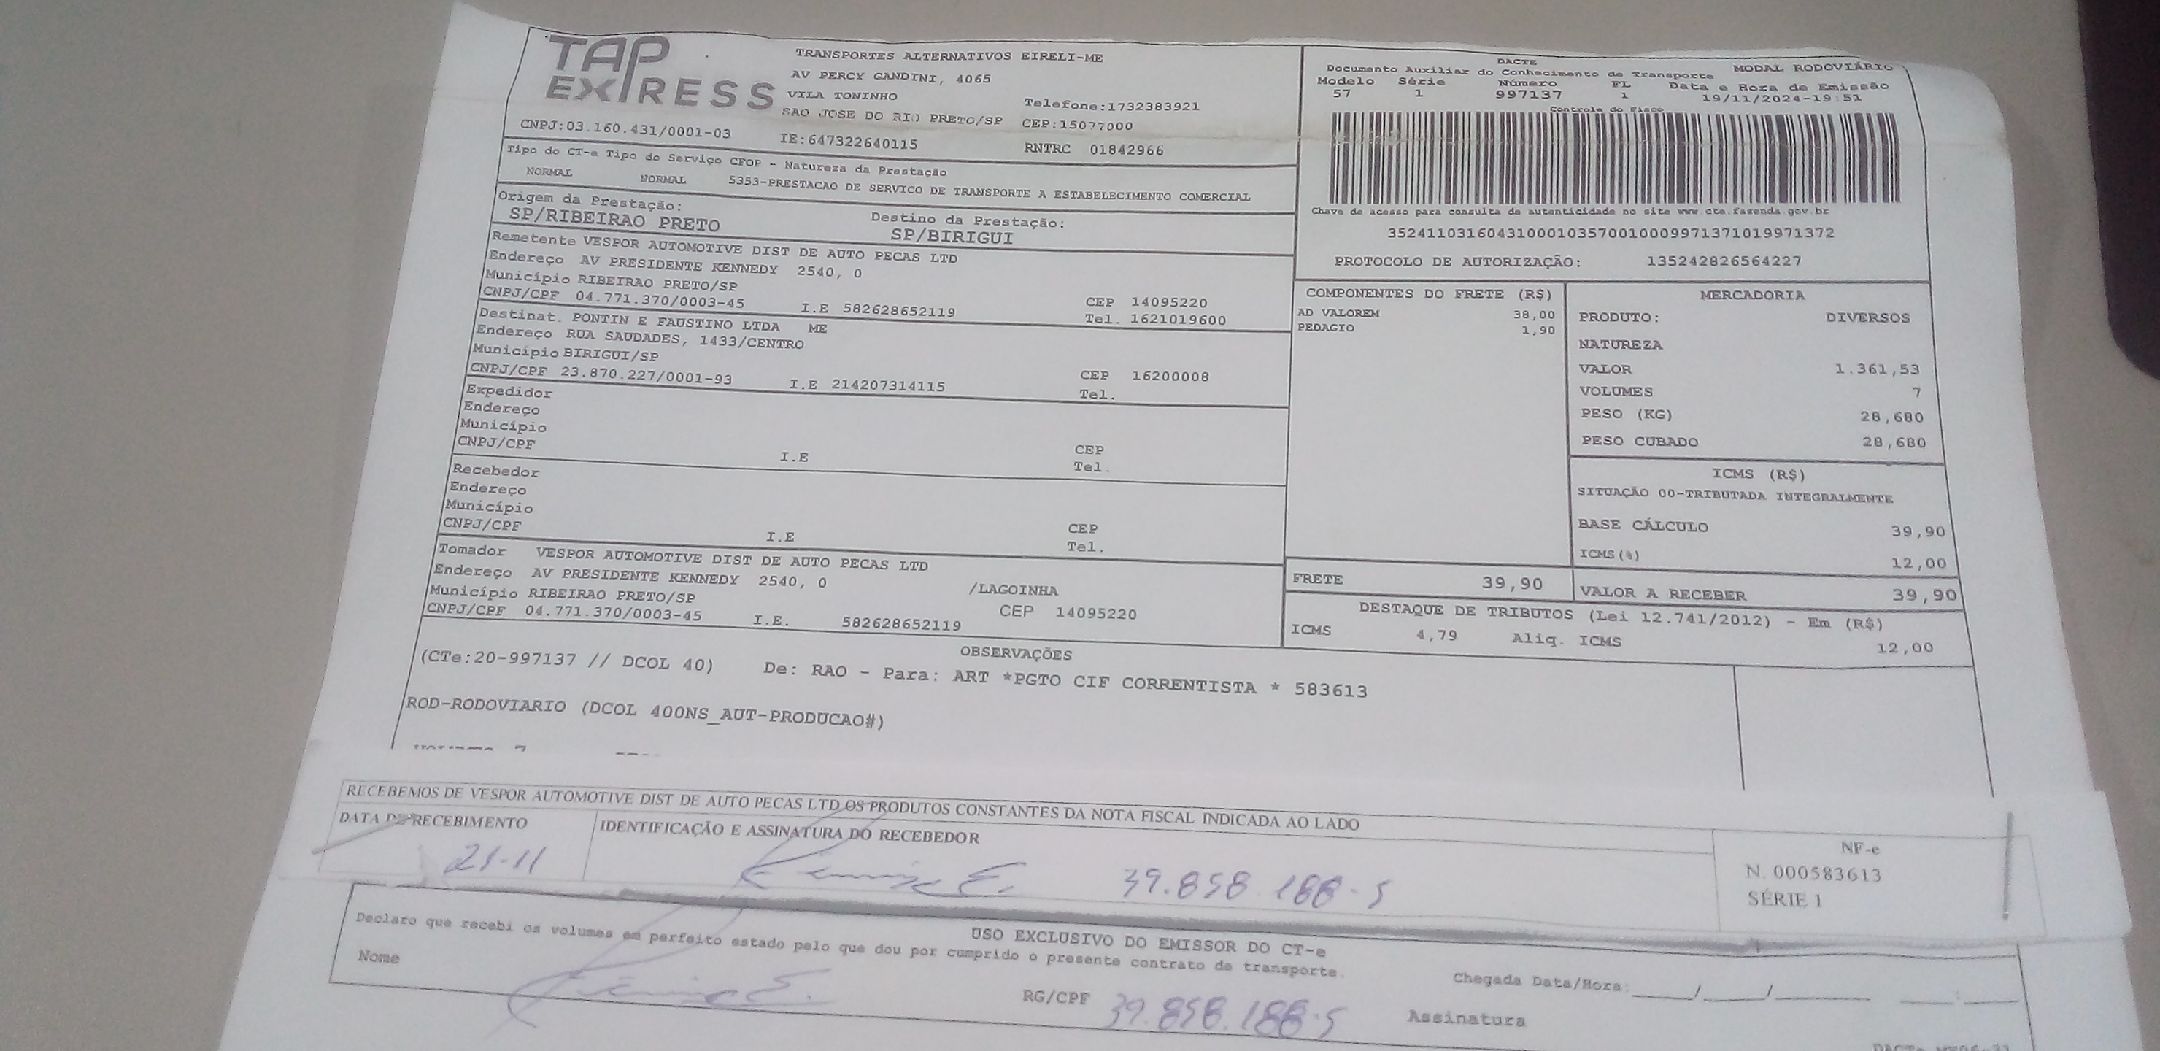 TAP EXPRESS
TRANSPORTES ALTERNATIVOS EIRELI-ME
AV PERCY GANDINI, 4065
VILA TONINHO
Telefone:1732383921
SAO JOSE DO RIO PRETO/SP CEP:15077000
CNPJ:03.160.431/0001-03 IE:647322640115 RNTRC 01842966
DACTE
Documento Auxiliar do Conhecimento de Transporte MODAL RODOVIÁRIO
Modelo Série Número FL Data e Hora de Emissão
57 1 997137 1 19/11/2024-19:51
Controle do Fisco
Chave de acesso para consulta de autenticidade no site www.cte.fazenda.gov.br
35241103160431000103570010009971371019971372
PROTOCOLO DE AUTORIZAÇÃO: 135242826564227
Tipo do CT-e Tipo do Serviço CFOP - Natureza da Prestação
NORMAL NORMAL 5353-PRESTACAO DE SERVICO DE TRANSPORTE A ESTABELECIMENTO COMERCIAL
Origem da Prestação: Destino da Prestação:
SP/RIBEIRAO PRETO SP/BIRIGUI
Remetente VESPOR AUTOMOTIVE DIST DE AUTO PECAS LTD
Endereço AV PRESIDENTE KENNEDY 2540, 0
Município RIBEIRAO PRETO/SP CEP 14095220
CNPJ/CPF 04.771.370/0003-45 I.E 582628652119 Tel. 1621019600
Destinat. PONTIN E FAUSTINO LTDA ME
Endereço RUA SAUDADES, 1433/CENTRO
Município BIRIGUI/SP CEP 16200008
CNPJ/CPF 23.870.227/0001-93 I.E 214207314115 Tel.
Expedidor
Endereço
Município CEP
CNPJ/CPF I.E Tel.
Recebedor
Endereço
Município CEP
CNPJ/CPF I.E Tel.
Tomador VESPOR AUTOMOTIVE DIST DE AUTO PECAS LTD
Endereço AV PRESIDENTE KENNEDY 2540, 0 /LAGOINHA
Município RIBEIRAO PRETO/SP CEP 14095220
CNPJ/CPF 04.771.370/0003-45 I.E. 582628652119
COMPONENTES DO FRETE (R$)
AD VALOREM 38,00
PEDAGIO 1,90
FRETE 39,90
MERCADORIA
PRODUTO: DIVERSOS
NATUREZA
VALOR 1.361,53
VOLUMES 7
PESO (KG) 28,680
PESO CUBADO 28,680
ICMS (R$)
SITUAÇÃO 00-TRIBUTADA INTEGRALMENTE
BASE CÁLCULO 39,90
ICMS(%) 12,00
VALOR A RECEBER 39,90
DESTAQUE DE TRIBUTOS (Lei 12.741/2012) - Em (R$)
ICMS 4,79 Aliq. ICMS 12,00
OBSERVAÇÕES
(CTe:20-997137 // DCOL 40) De: RAO - Para: ART *PGTO CIF CORRENTISTA * 583613
ROD-RODOVIARIO (DCOL 400NS_AUT-PRODUCAO#)
RECEBEMOS DE VESPOR AUTOMOTIVE DIST DE AUTO PECAS LTD OS PRODUTOS CONSTANTES DA NOTA FISCAL INDICADA AO LADO
DATA DE RECEBIMENTO IDENTIFICAÇÃO E ASSINATURA DO RECEBEDOR
21-11 39.858.188-5
NF-e
N. 000583613
SÉRIE 1
USO EXCLUSIVO DO EMISSOR DO CT-e
Declaro que recebi os volumes em perfeito estado pelo que dou por cumprido o presente contrato de transporte.
Nome RG/CPF 39.858.188-5
Chegada Data/Hora: ____/____/______ ___:____
Assinatura